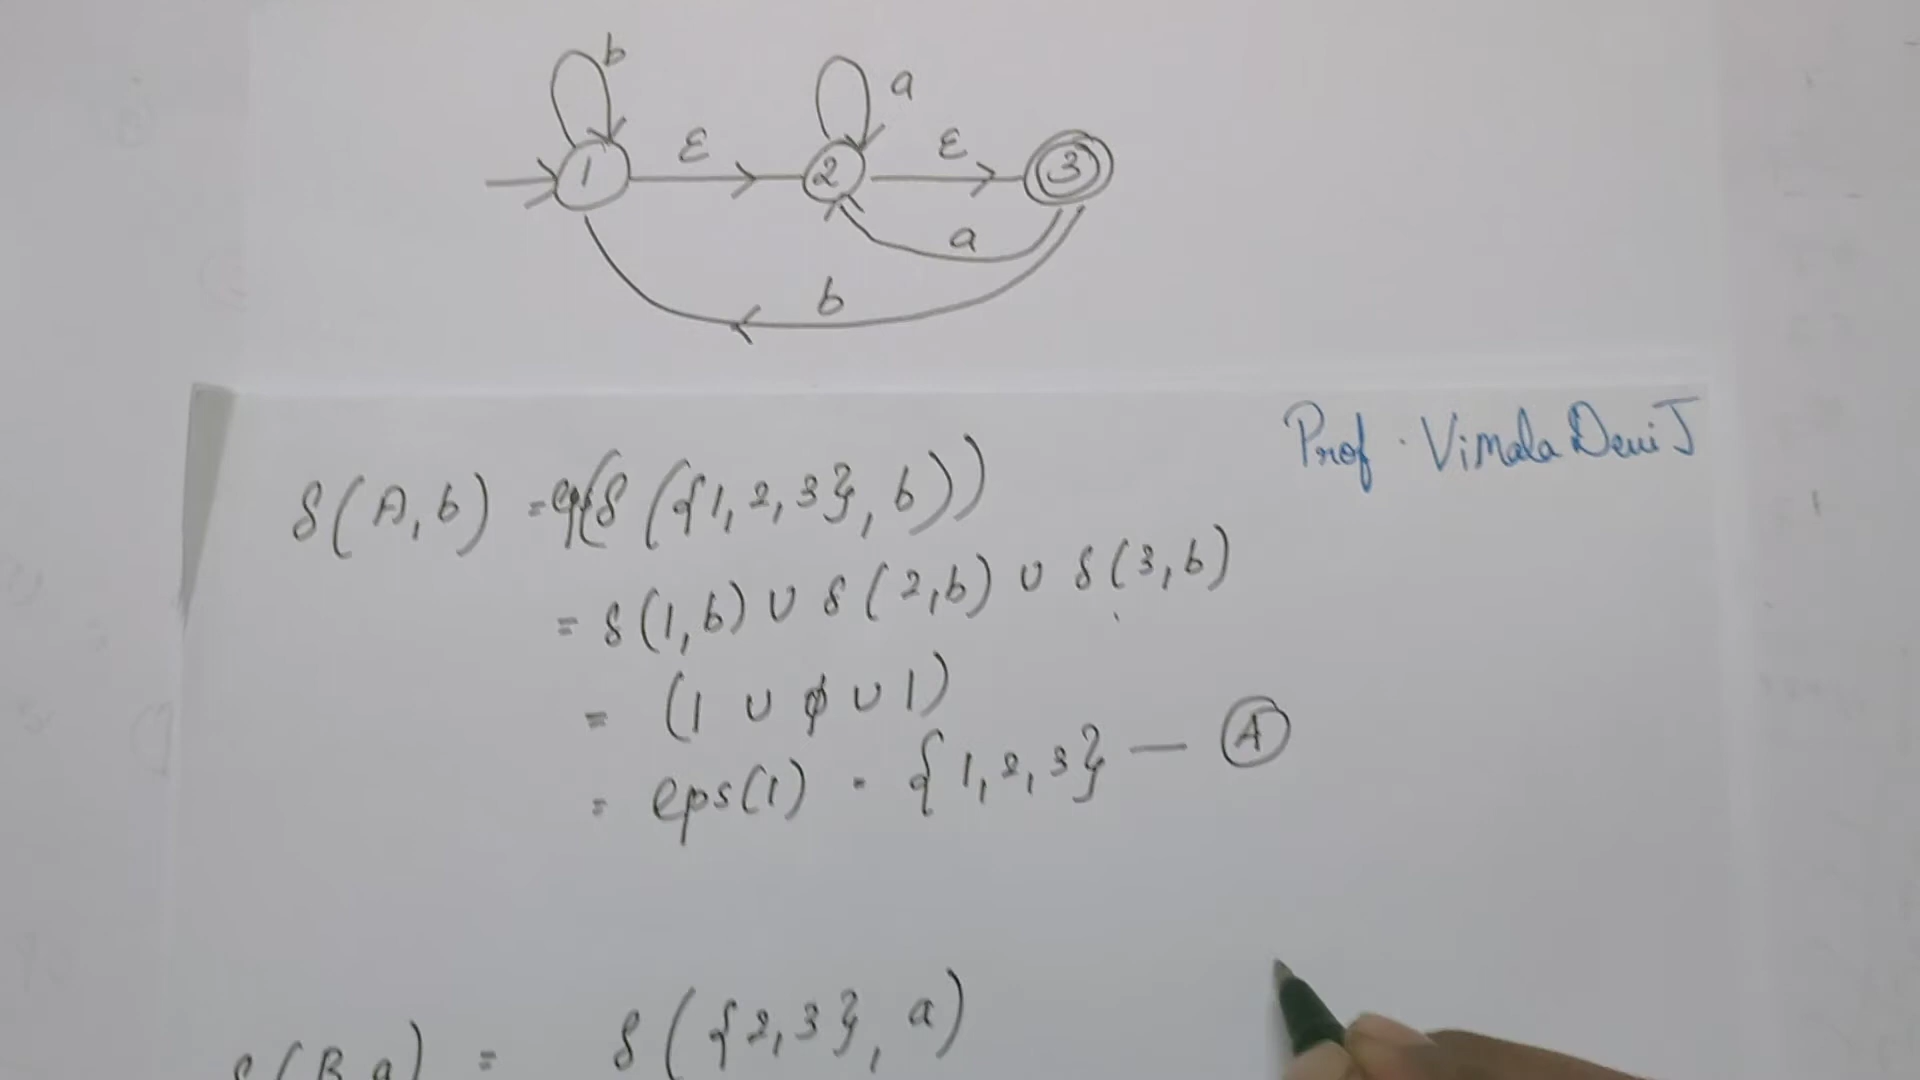 b
a
ε
ε
1
2
3
a
b
Prof. Vimala Devi J
δ(A,b) = eps(δ({1,2,3},b))
= δ(1,b) ∪ δ(2,b) ∪ δ(3,b)
= (1 ∪ φ ∪ 1)
= eps(1) = {1,2,3} — A
δ(B,a) = δ({2,3},a)